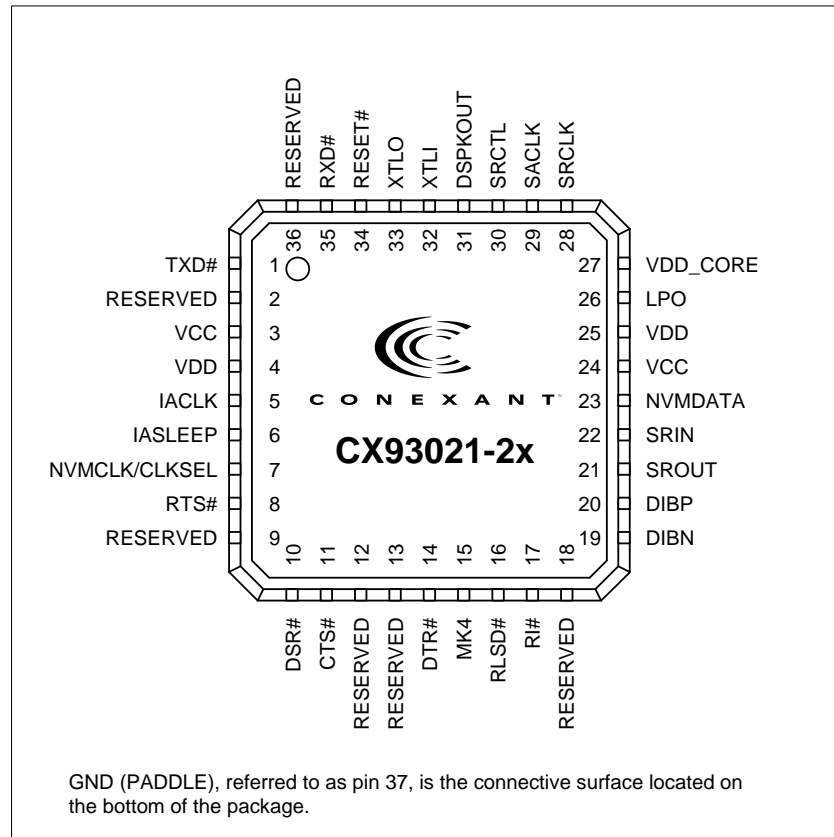 RESERVED
RXD#
RESET#
XTLO
XTLI
DSPKOUT
SRCTL
SACLK
SRCLK
36
35
34
33
32
31
30
29
28
TXD# 1
RESERVED 2
VCC 3
VDD 4
IACLK 5
IASLEEP 6
NVMCLK/CLKSEL 7
RTS# 8
RESERVED 9
27 VDD_CORE
26 LPO
25 VDD
24 VCC
23 NVMDATA
22 SRIN
21 SROUT
20 DIBP
19 DIBN
CONEXANT™
CX93021-2x
10
11
12
13
14
15
16
17
18
DSR#
CTS#
RESERVED
RESERVED
DTR#
MK4
RLSD#
RI#
RESERVED
GND (PADDLE), referred to as pin 37, is the connective surface located on
the bottom of the package.